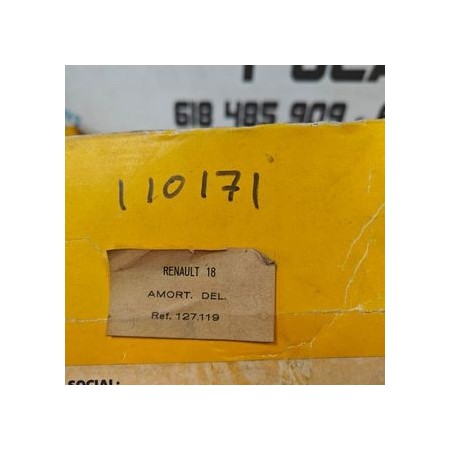 618 485 909
110171
RENAULT 18
AMORT. DEL.
Ref. 127.119
SOCIAL: